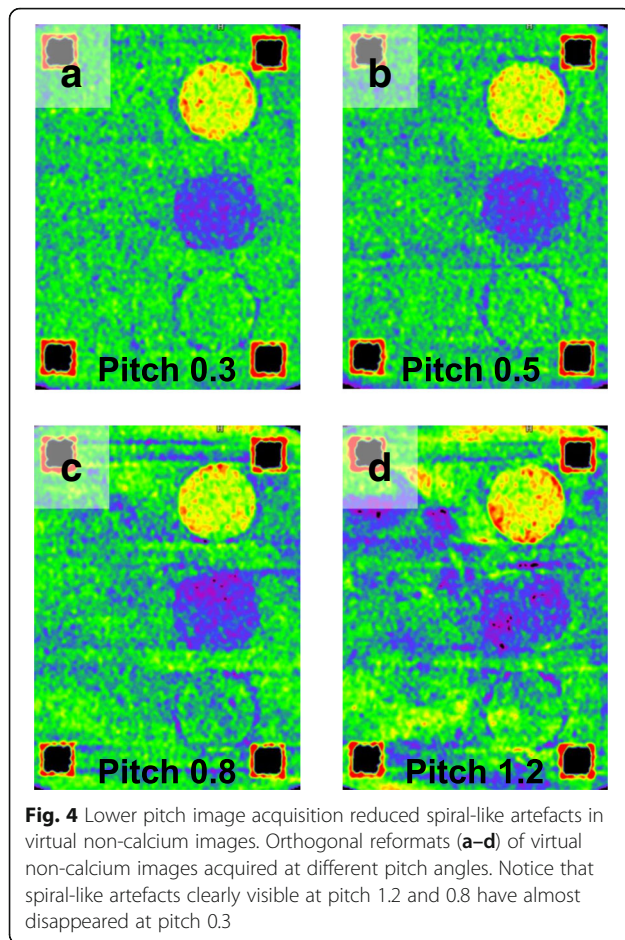 a
b
Pitch 0.3
Pitch 0.5
c
d
Pitch 0.8
Pitch 1.2
Fig. 4 Lower pitch image acquisition reduced spiral-like artefacts in
virtual non-calcium images. Orthogonal reformats (a–d) of virtual
non-calcium images acquired at different pitch angles. Notice that
spiral-like artefacts clearly visible at pitch 1.2 and 0.8 have almost
disappeared at pitch 0.3